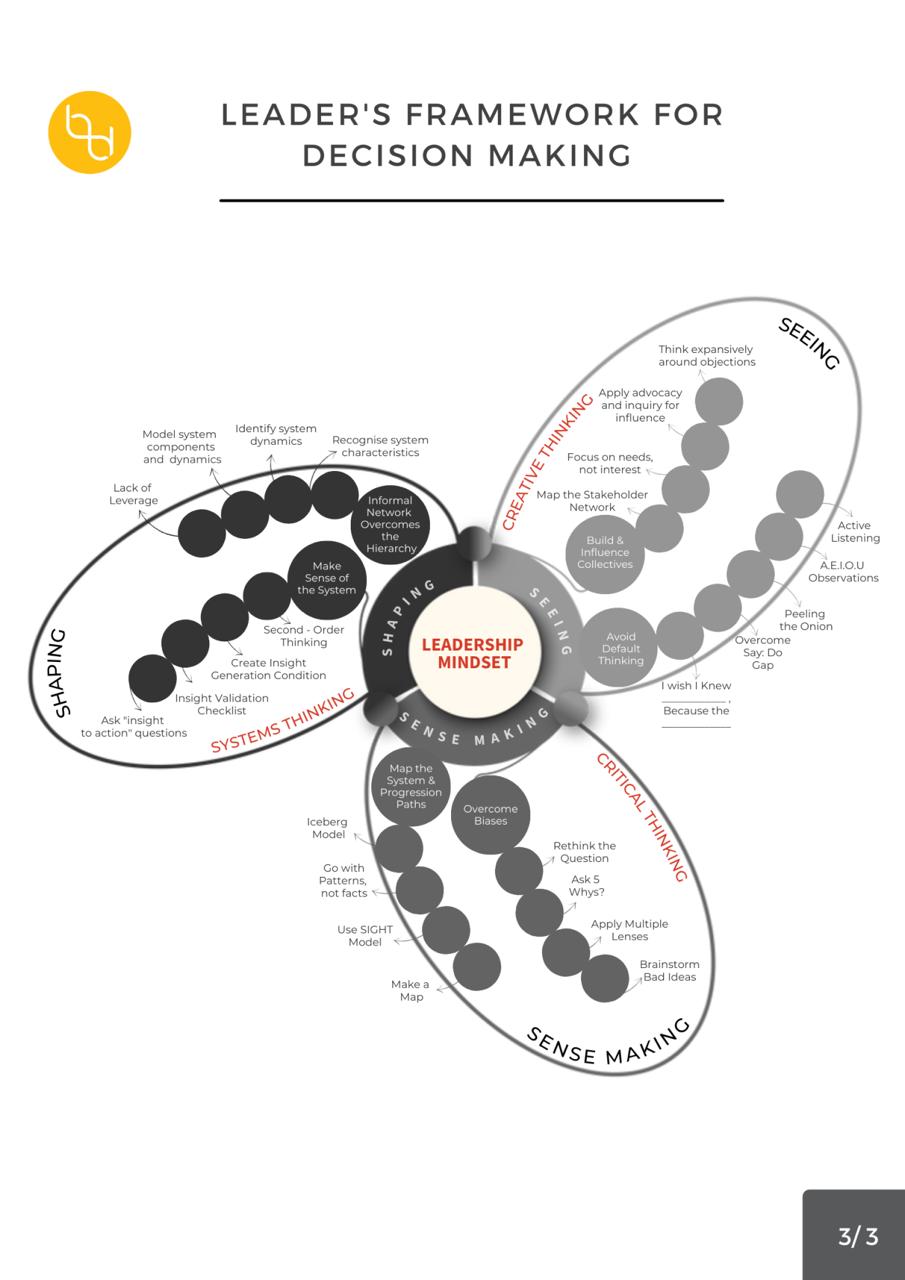 LEADER'S FRAMEWORK FOR
DECISION MAKING
SEEING
CREATIVE THINKING
Think expansively
around objections
Apply advocacy
and inquiry for
influence
Focus on needs,
not interest
Map the Stakeholder
Network
Build &
Influence
Collectives
Active
Listening
A.E.I.O.U
Observations
Peeling
the Onion
Overcome
Say: Do
Gap
I wish I Knew
____________ ,
Because the
____________
Avoid
Default
Thinking
Identify system
dynamics
Recognise system
characteristics
Model system
components
and dynamics
Lack of
Leverage
Informal
Network
Overcomes
the
Hierarchy
Make
Sense of
the System
Second - Order
Thinking
Create Insight
Generation Condition
Insight Validation
Checklist
Ask "insight
to action" questions
SHAPING
SYSTEMS THINKING
SHAPING
SEEING
SENSE MAKING
LEADERSHIP
MINDSET
Map the
System &
Progression
Paths
Overcome
Biases
CRITICAL THINKING
Iceberg
Model
Go with
Patterns,
not facts
Use SIGHT
Model
Make a
Map
Rethink the
Question
Ask 5
Whys?
Apply Multiple
Lenses
Brainstorm
Bad Ideas
SENSE MAKING
3/ 3